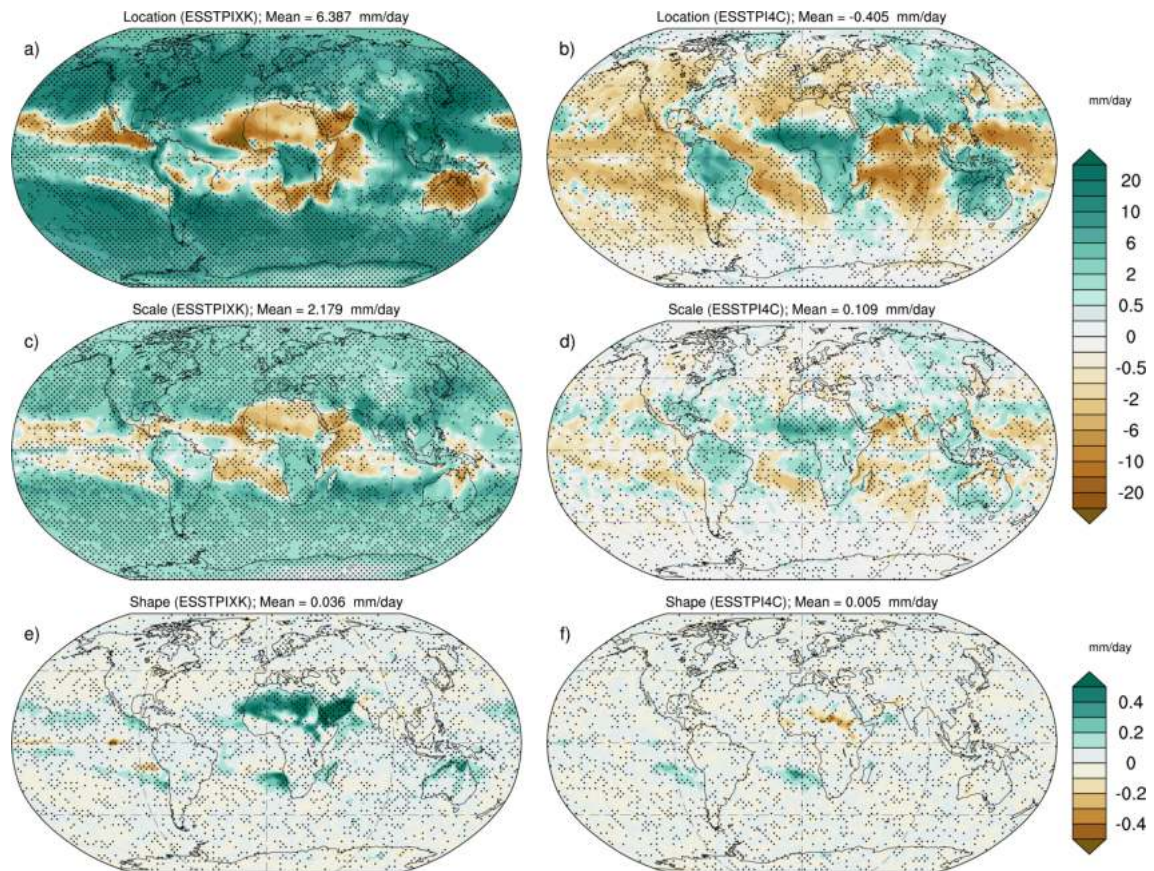 Location (ESSTPIXK); Mean = 6.387 mm/day
Location (ESSTPI4C); Mean = -0.405 mm/day
a)
b)
mm/day
20
10
6
2
0.5
0
-0.5
-2
-6
-10
-20
Scale (ESSTPIXK); Mean = 2.179 mm/day
Scale (ESSTPI4C); Mean = 0.109 mm/day
c)
d)
Shape (ESSTPIXK); Mean = 0.036 mm/day
Shape (ESSTPI4C); Mean = 0.005 mm/day
e)
f)
mm/day
0.4
0.2
0
-0.2
-0.4